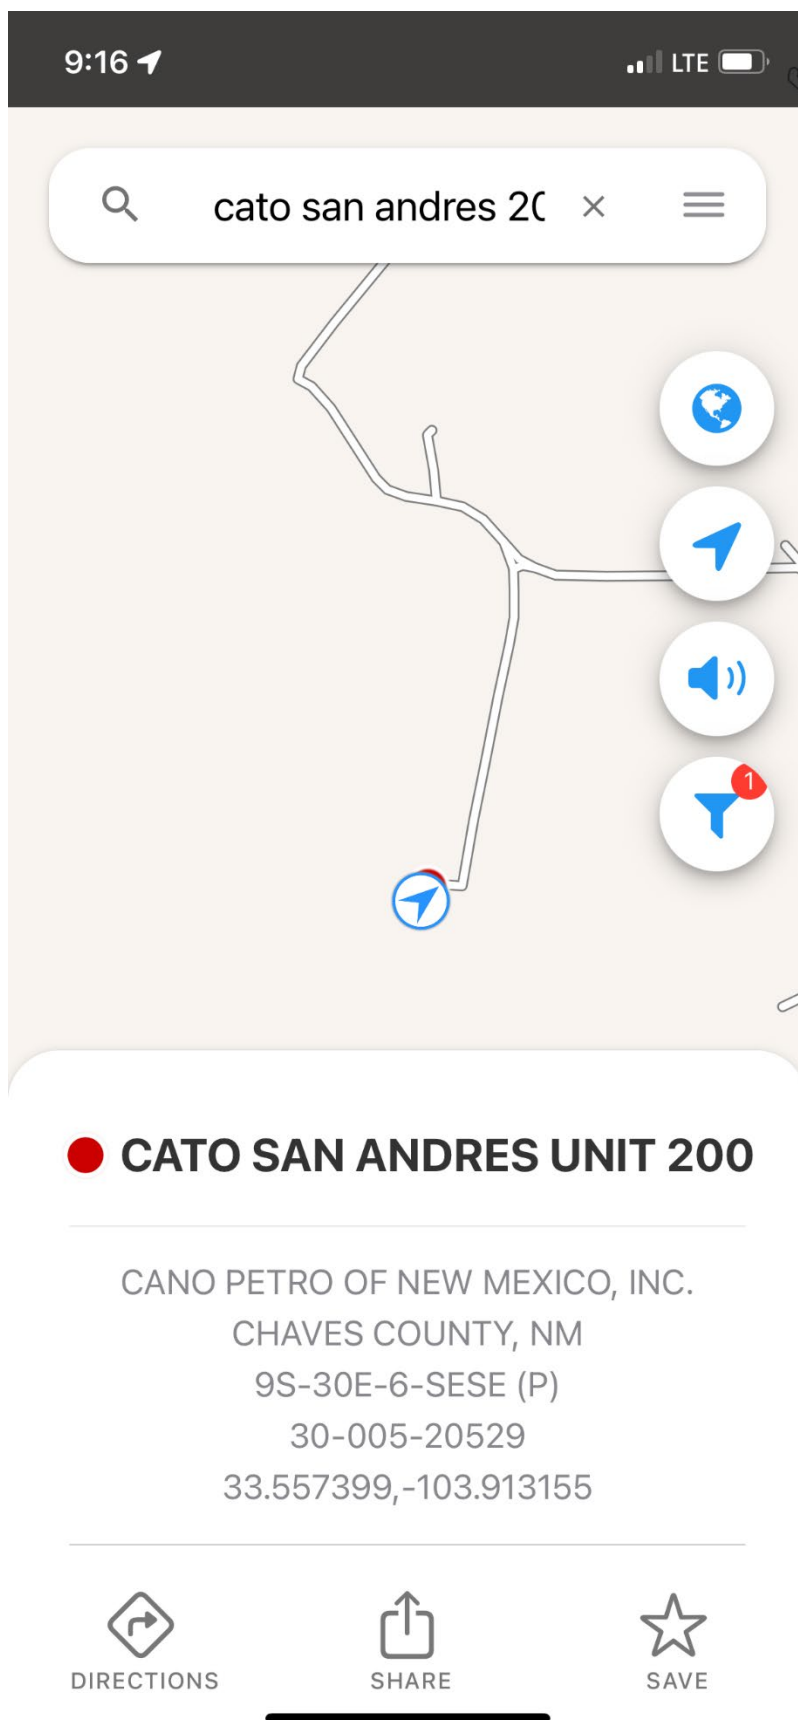 9:16
LTE
cato san andres 20
1
CATO SAN ANDRES UNIT 200
CANO PETRO OF NEW MEXICO, INC.
CHAVES COUNTY, NM
9S-30E-6-SESE (P)
30-005-20529
33.557399,-103.913155
DIRECTIONS
SHARE
SAVE